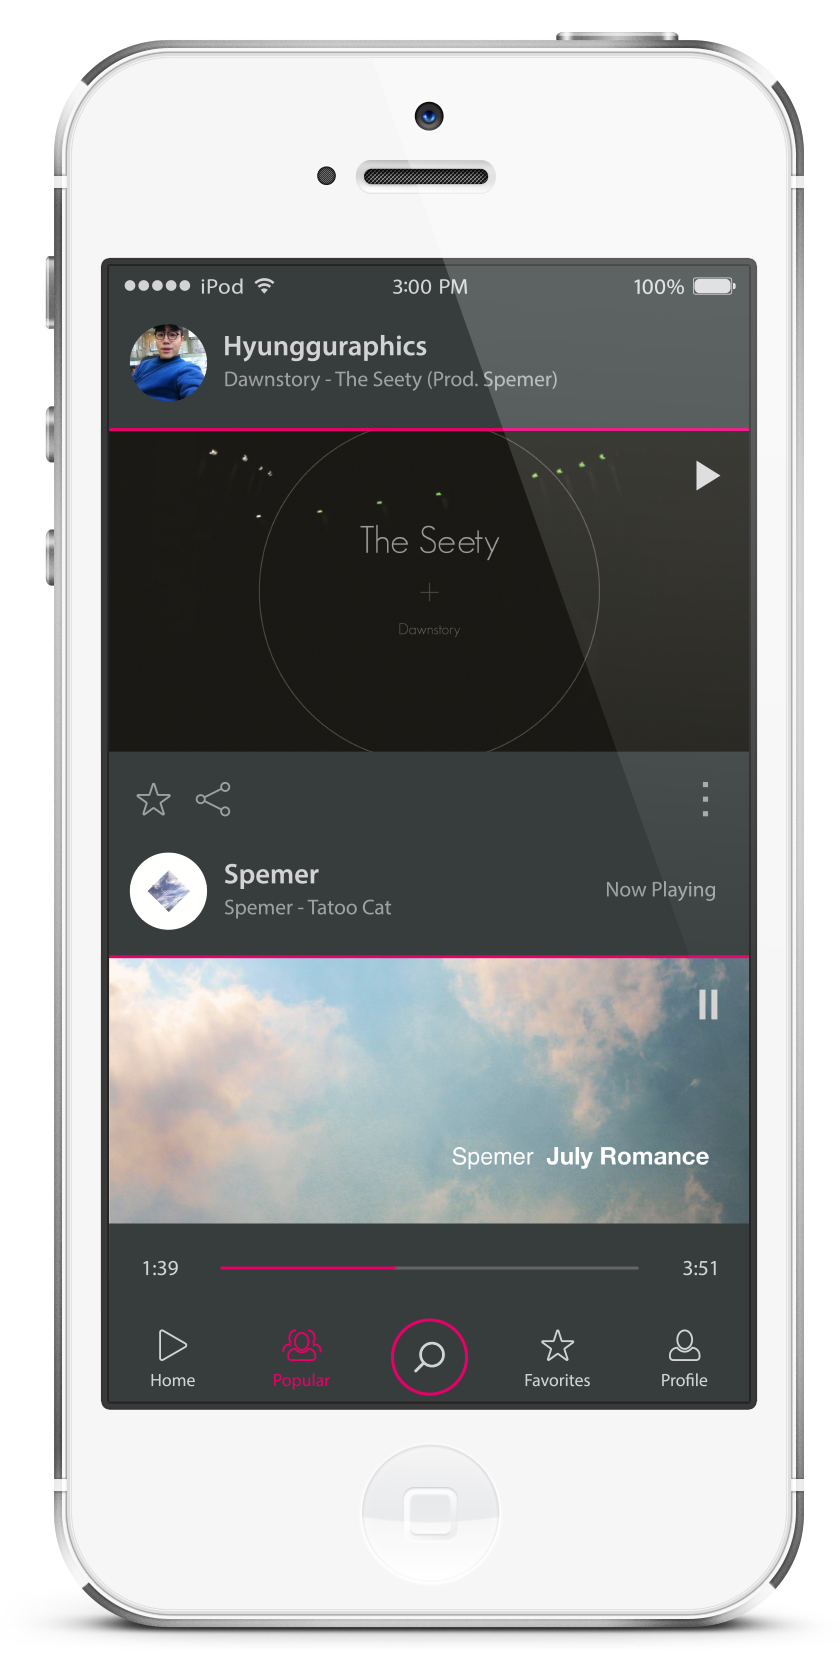 iPod 3:00 PM 100%
Hyungguraphics
Dawnstory - The Seety (Prod. Spemer)
The Seety
Dawnstory
Spemer
Spemer - Tatoo Cat
Now Playing
Spemer July Romance
1:39 3:51
Home Popular Favorites Profile